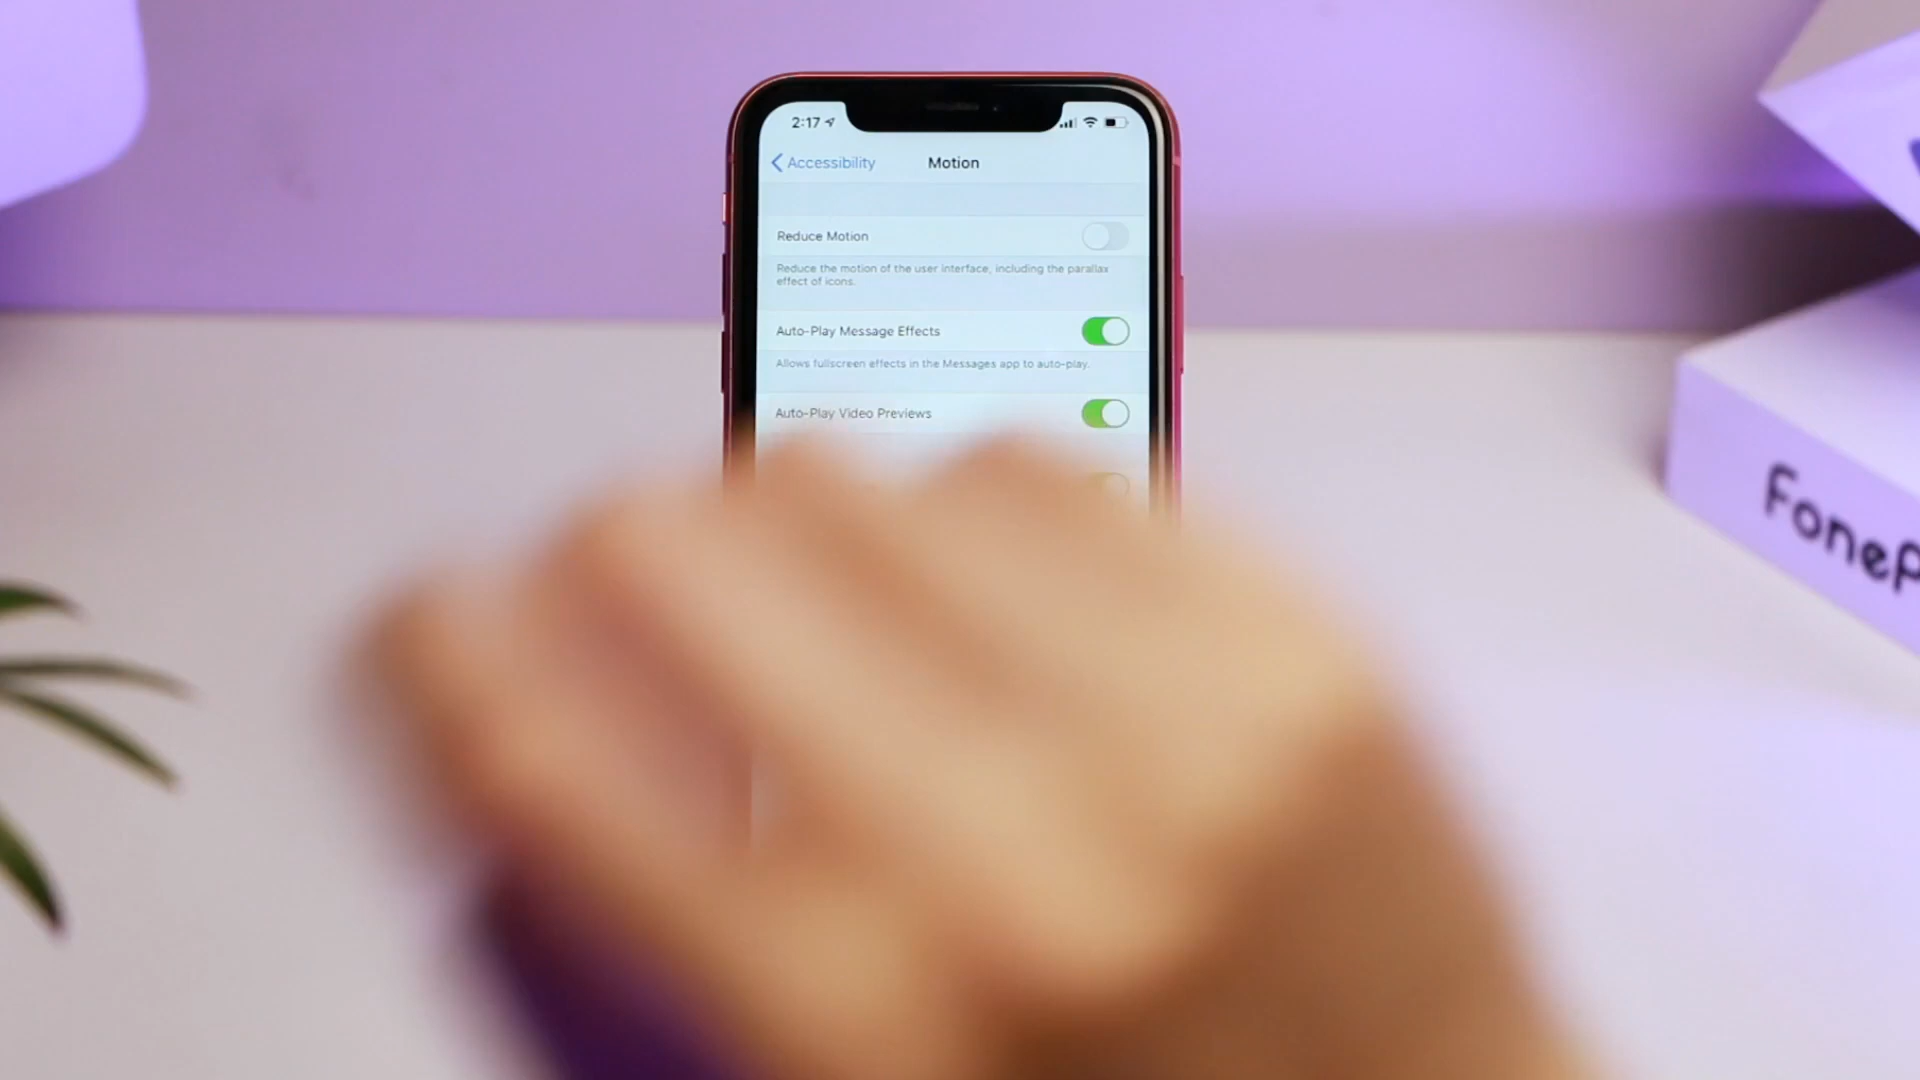 2:17
Accessibility Motion
Reduce Motion
Reduce the motion of the user interface, including the parallax
effect of icons.
Auto-Play Message Effects
Allows fullscreen effects in the Messages app to auto-play.
Auto-Play Video Previews
FoneP